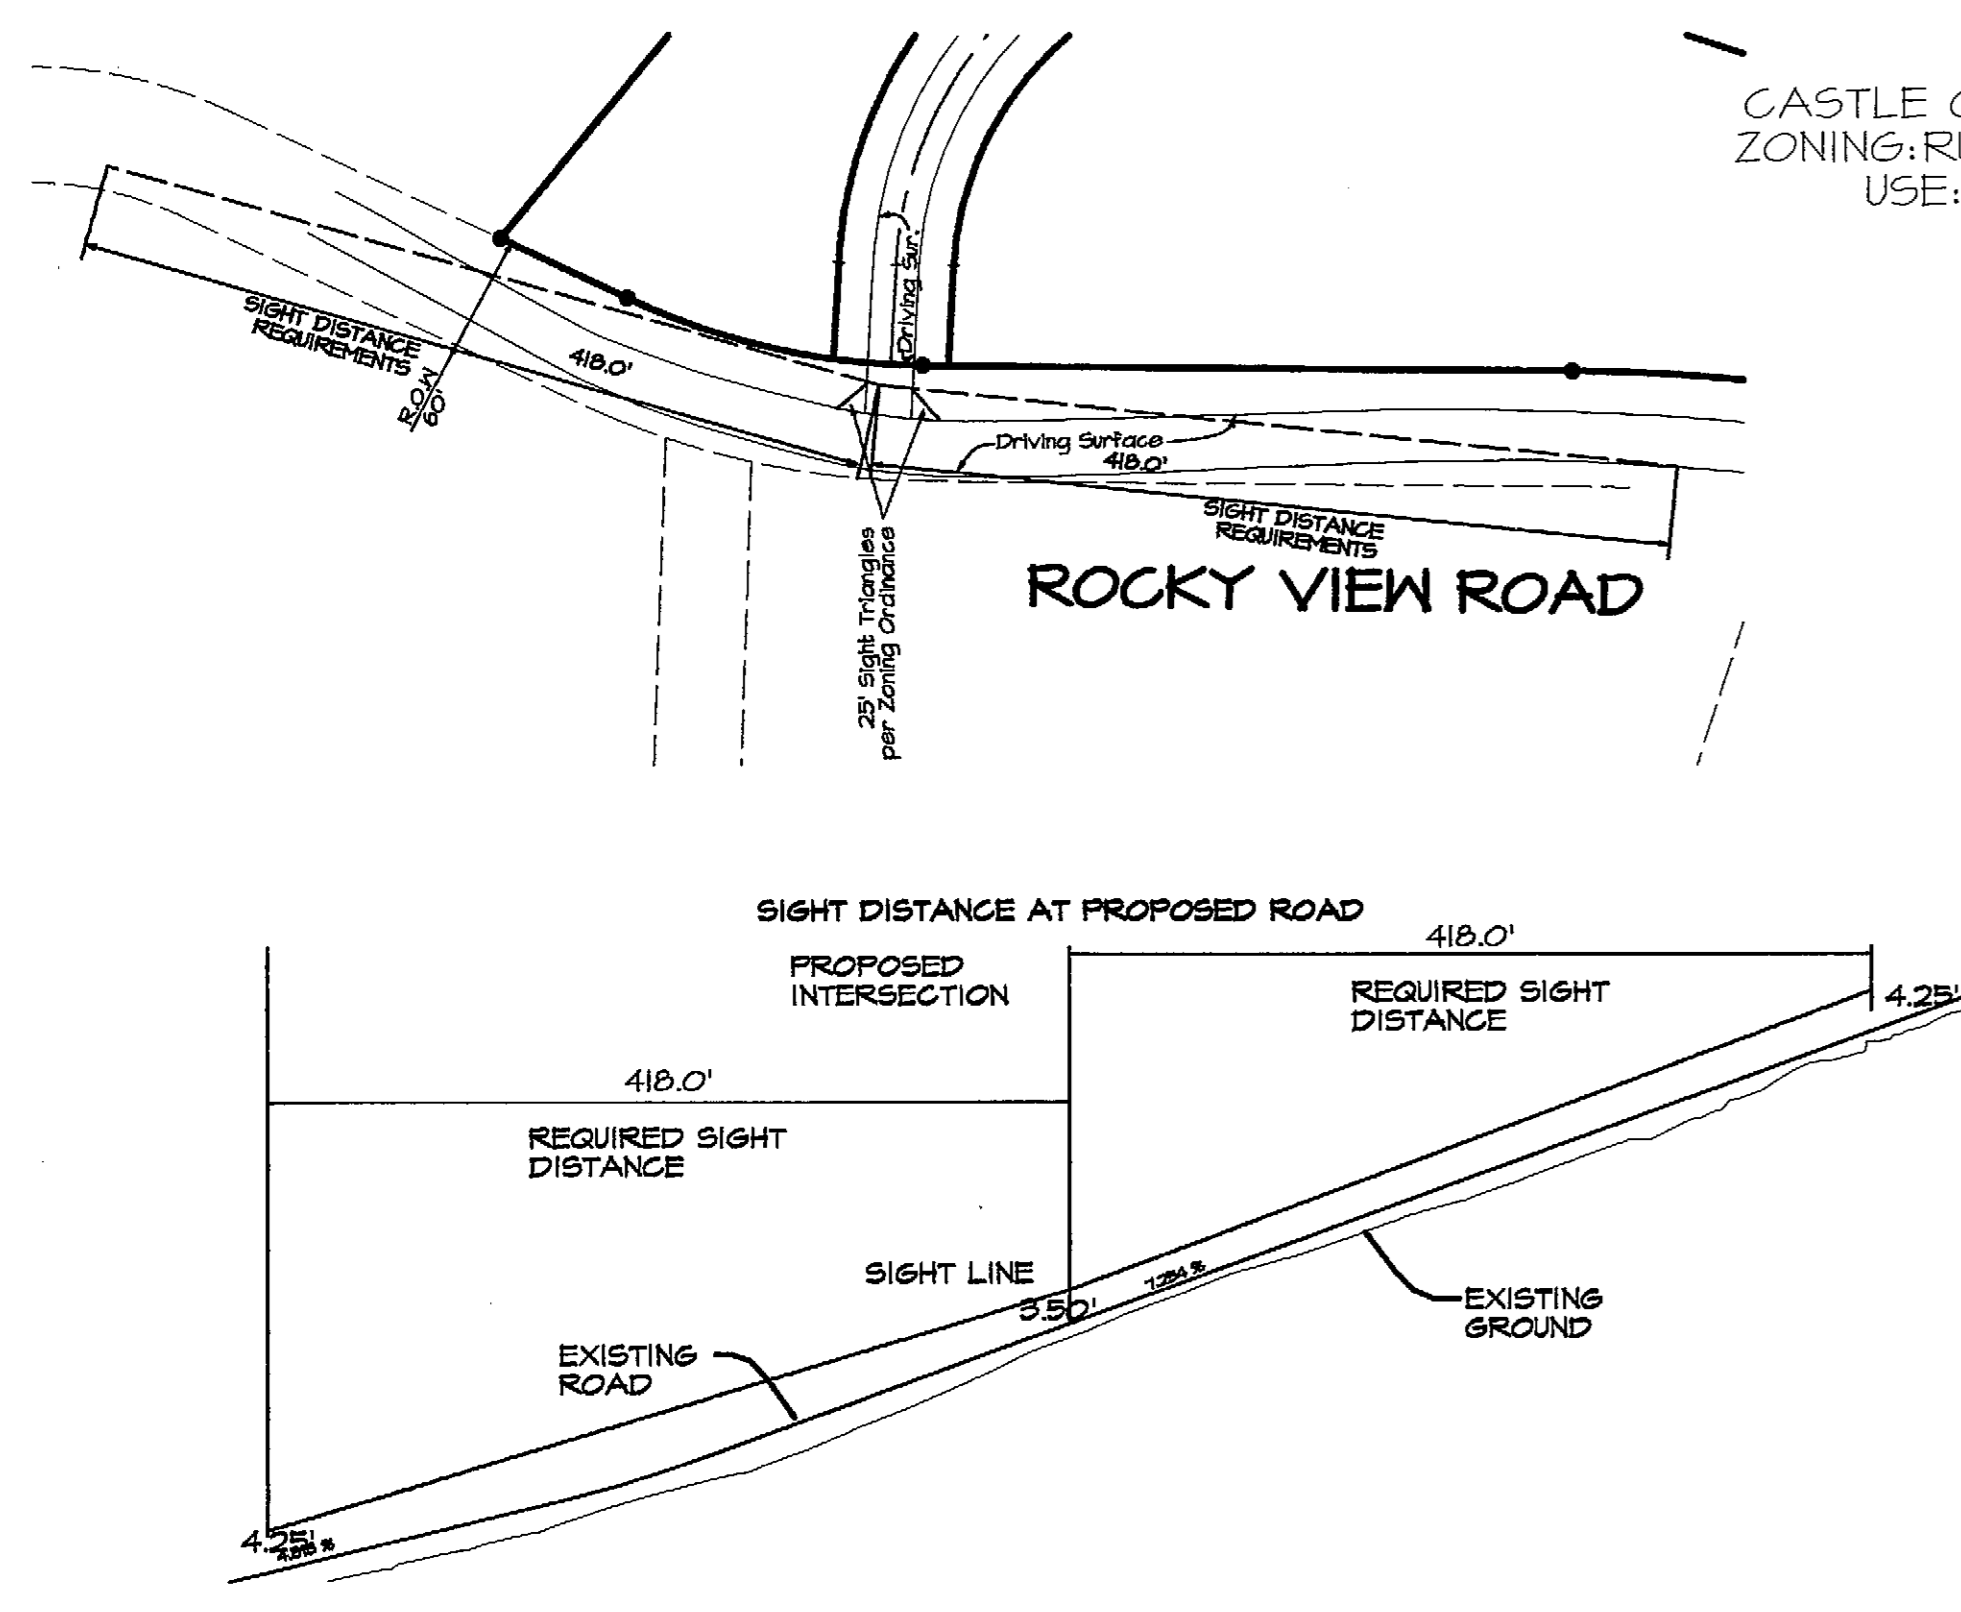 CASTLE
ZONING:
USE:
Driving Sur.
SIGHT DISTANCE
REQUIREMENTS
418.0'
R.O.W
60'
Driving Surface
418.0'
SIGHT DISTANCE
REQUIREMENTS
25' Sight Triangles
per Zoning Ordinance
ROCKY VIEW ROAD
SIGHT DISTANCE AT PROPOSED ROAD
418.0'
PROPOSED
INTERSECTION
REQUIRED SIGHT
DISTANCE
4.25'
418.0'
REQUIRED SIGHT
DISTANCE
SIGHT LINE
3.50'
EXISTING
GROUND
EXISTING
ROAD
4.25'